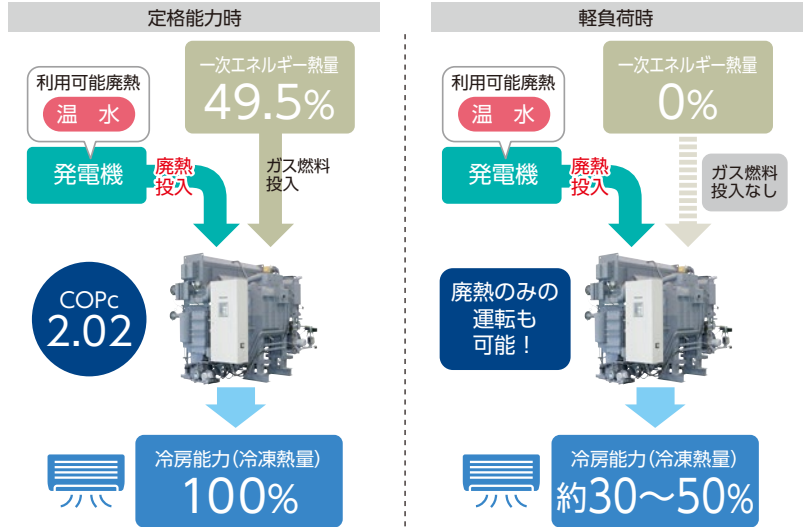 定格能力時
利用可能廃熱
温 水
発電機
廃熱
投入
一次エネルギー熱量
49.5%
ガス燃料
投入
COPc
2.02
冷房能力(冷凍熱量)
100%
軽負荷時
利用可能廃熱
温 水
発電機
廃熱
投入
一次エネルギー熱量
0%
ガス燃料
投入なし
廃熱のみの
運転も
可能！
冷房能力(冷凍熱量)
約30〜50%